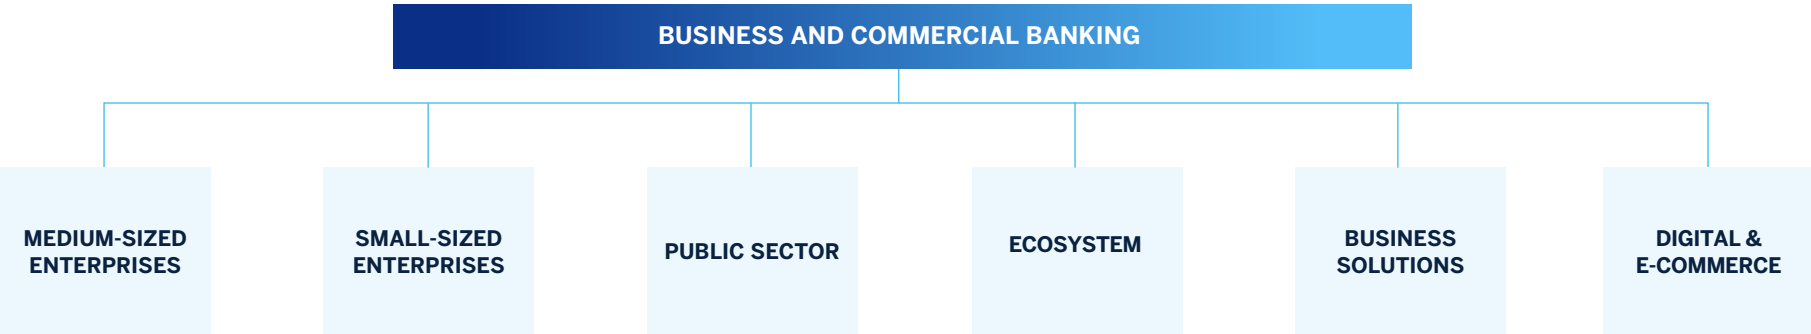 BUSINESS AND COMMERCIAL BANKING
MEDIUM-SIZED
ENTERPRISES
SMALL-SIZED
ENTERPRISES
PUBLIC SECTOR
ECOSYSTEM
BUSINESS
SOLUTIONS
DIGITAL &
E-COMMERCE